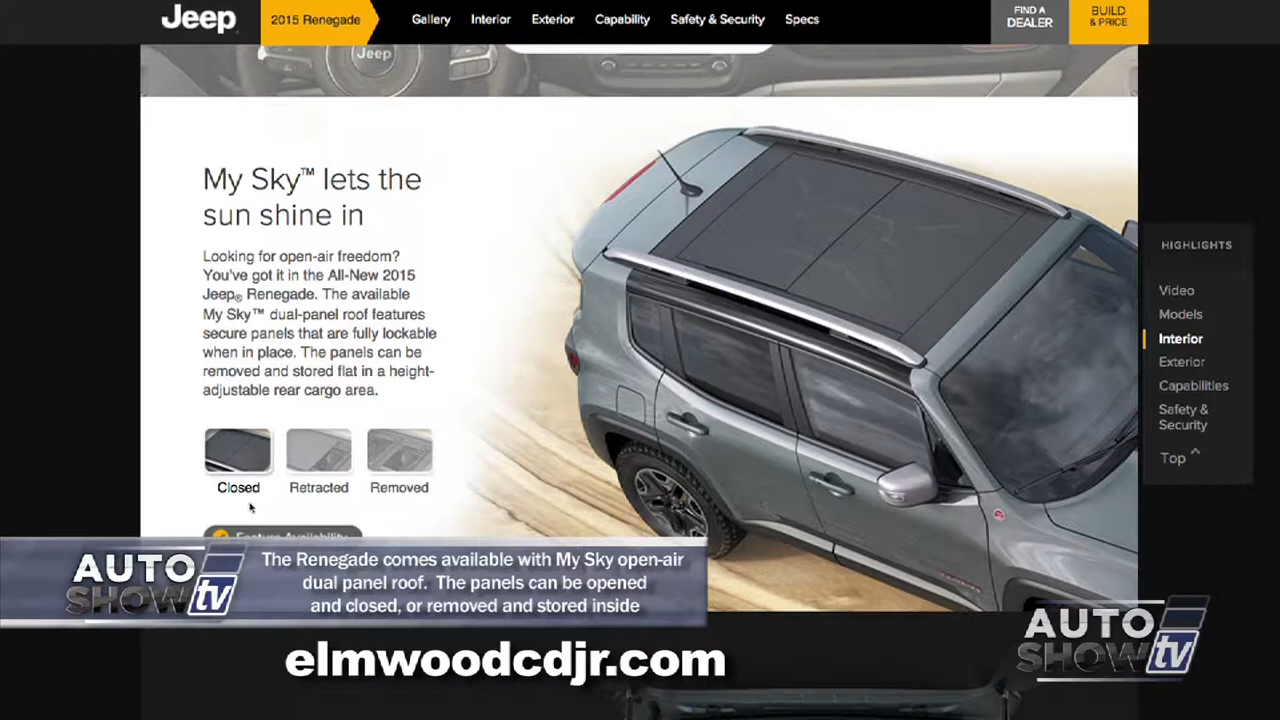 Jeep
2015 Renegade
Gallery
Interior
Exterior
Capability
Safety & Security
Specs
FIND A
DEALER
BUILD
& PRICE
Jeep
My Sky™ lets the
sun shine in
Looking for open-air freedom?
You've got it in the All-New 2015
Jeep® Renegade. The available
My Sky™ dual-panel roof features
secure panels that are fully lockable
when in place. The panels can be
removed and stored flat in a height-
adjustable rear cargo area.
Closed
Retracted
Removed
Feature Availability
HIGHLIGHTS
Video
Models
Interior
Exterior
Capabilities
Safety &
Security
Top ^
AUTO
SHOW tv
The Renegade comes available with My Sky open-air
dual panel roof. The panels can be opened
and closed, or removed and stored inside
elmwoodcdjr.com
AUTO
SHOW tv